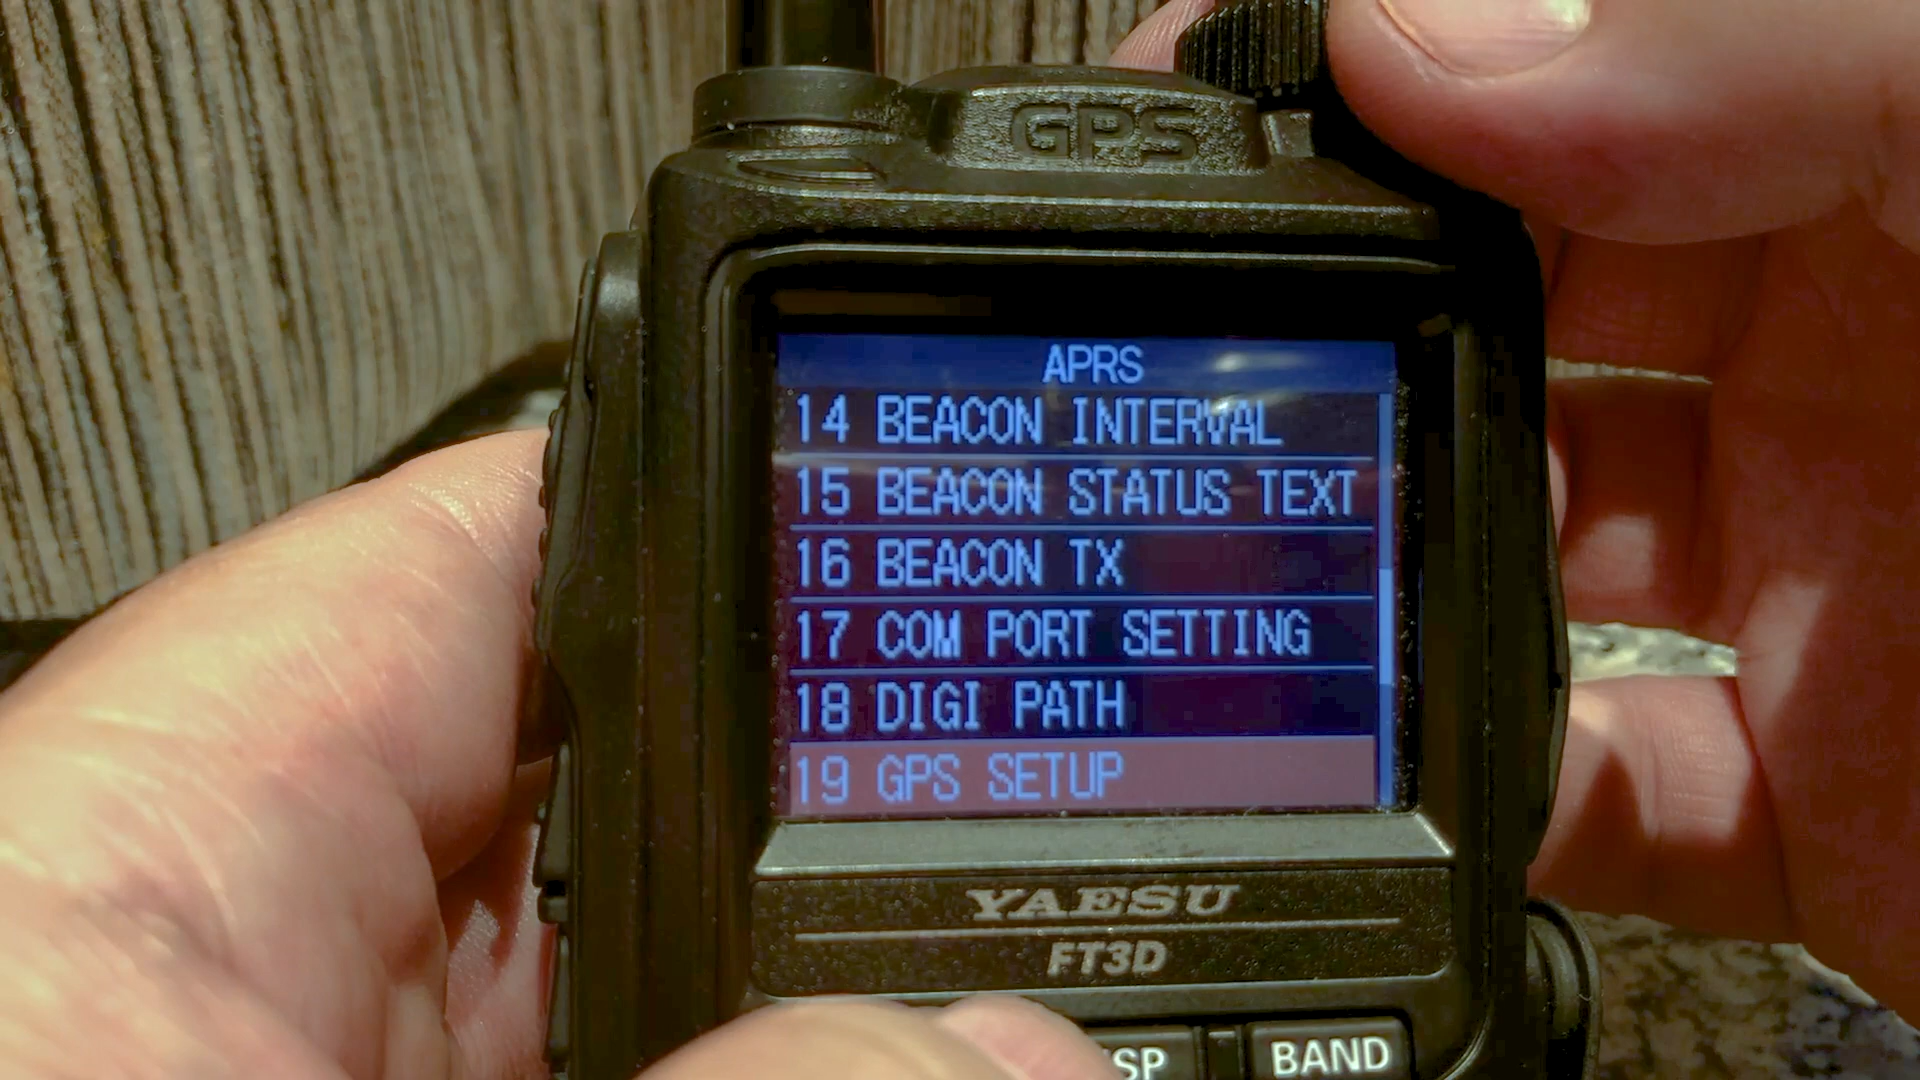 GPS
APRS
14 BEACON INTERVAL
15 BEACON STATUS TEXT
16 BEACON TX
17 COM PORT SETTING
18 DIGI PATH
19 GPS SETUP
YAESU
FT3D
SP BAND